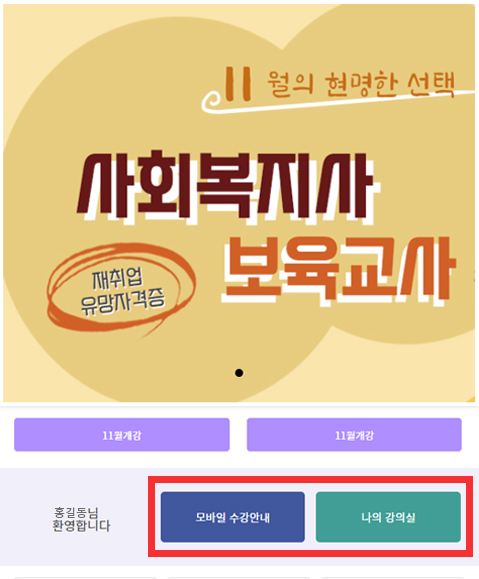 11월의 현명한 선택
사회복지사
보육교사
재취업
유망자격증
11월개강
11월개강
홍길동님
환영합니다
모바일 수강안내
나의 강의실